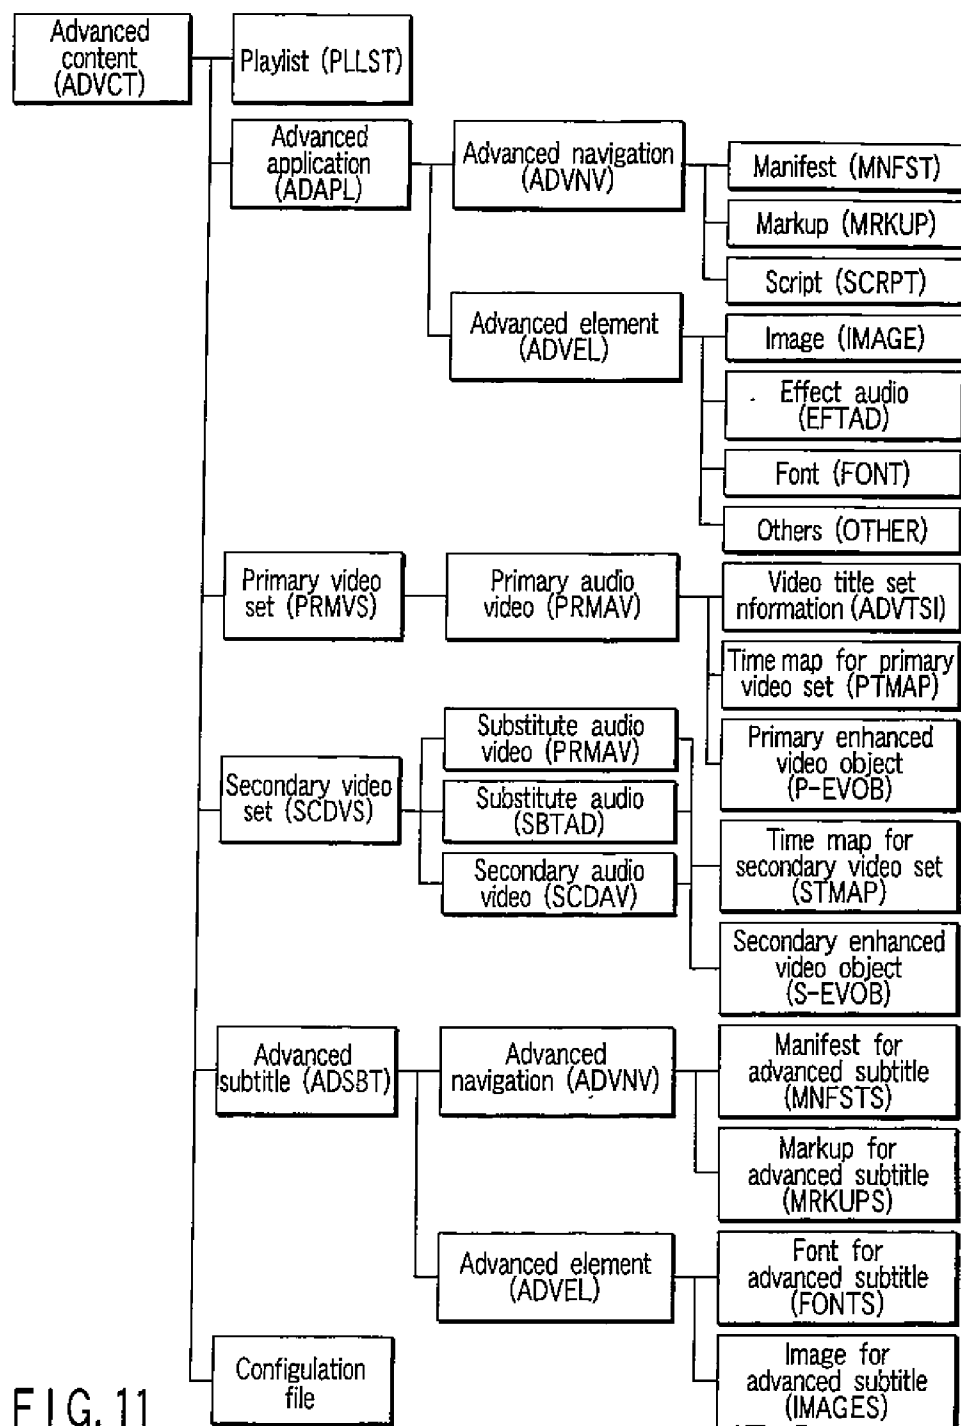 Advanced
content
(ADVCT)
Playlist (PLLST)
Advanced
application
(ADAPL)
Advanced navigation
(ADVNV)
Manifest (MNFST)
Markup (MRKUP)
Script (SCRPT)
Advanced element
(ADVEL)
Image (IMAGE)
Effect audio
(EFTAD)
Font (FONT)
Others (OTHER)
Primary video
set (PRMVS)
Primary audio
video (PRMAV)
Video title set
nformation (ADVTSI)
Time map for primary
video set (PTMAP)
Primary enhanced
video object
(P-EVOB)
Secondary video
set (SCDVS)
Substitute audio
video (PRMAV)
Substitute audio
(SBTAD)
Secondary audio
video (SCDAV)
Time map for
secondary video set
(STMAP)
Secondary enhanced
video object
(S-EVOB)
Advanced
subtitle (ADSBT)
Advanced
navigation (ADVNV)
Manifest for
advanced subtitle
(MNFSTS)
Markup for
advanced subtitle
(MRKUPS)
Advanced element
(ADVEL)
Font for
advanced subtitle
(FONTS)
Image for
advanced subtitle
(IMAGES)
Configulation
file
FIG. 11